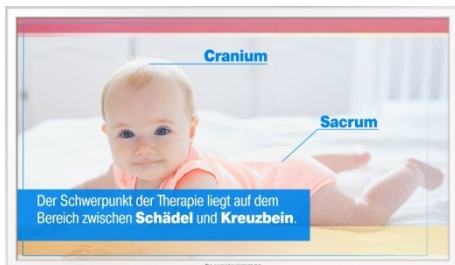 Cranium
Sacrum
Der Schwerpunkt der Therapie liegt auf dem
Bereich zwischen Schädel und Kreuzbein.